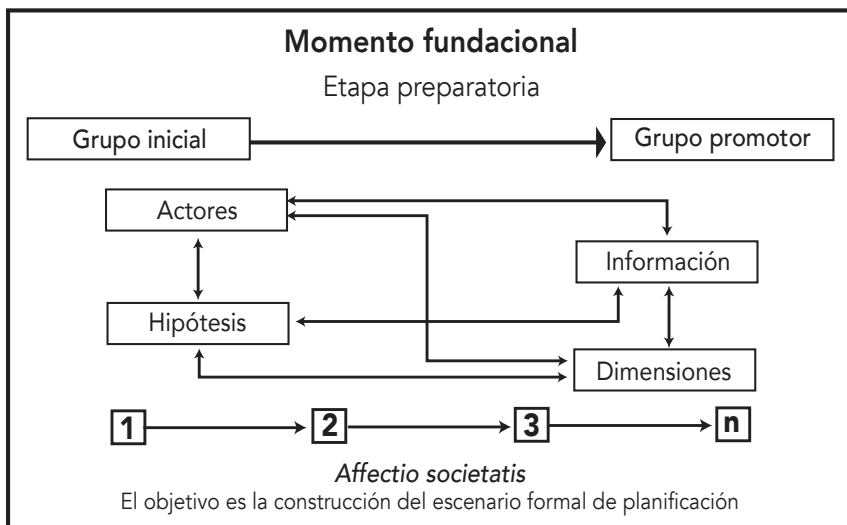 Momento fundacional
Etapa preparatoria
Grupo inicial
Grupo promotor
Actores
Información
Hipótesis
Dimensiones
1 2 3 n
Affectio societatis
El objetivo es la construcción del escenario formal de planificación